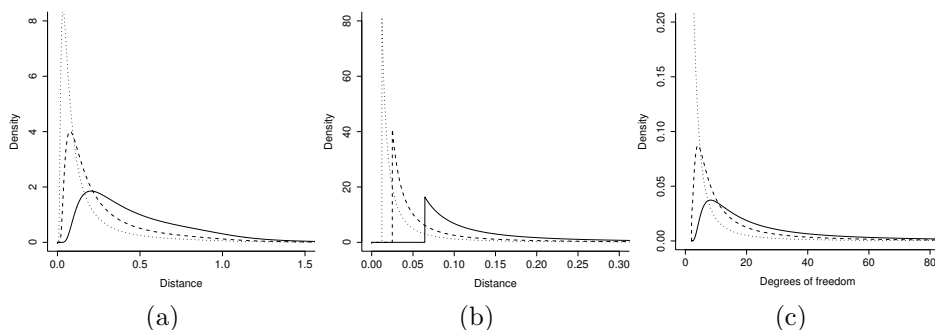 Density
8
6
4
2
0
0.0 0.5 1.0 1.5
Distance
(a)
Density
80
60
40
20
0
0.00 0.05 0.10 0.15 0.20 0.25 0.30
Distance
(b)
Density
0.20
0.15
0.10
0.05
0.00
0 20 40 60 80
Degrees of freedom
(c)